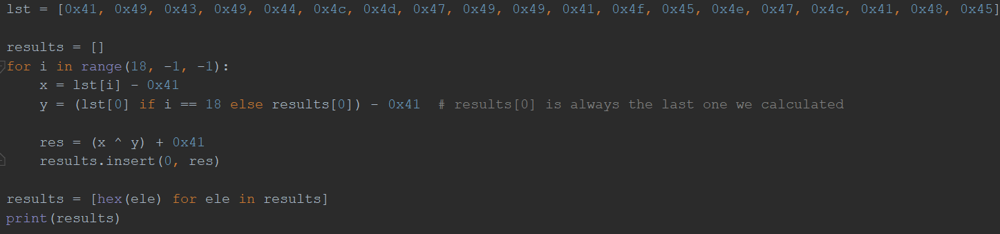 lst = [0x41, 0x49, 0x43, 0x49, 0x44, 0x4c, 0x4d, 0x47, 0x49, 0x49, 0x41, 0x4f, 0x45, 0x4e, 0x47, 0x4c, 0x41, 0x48, 0x45]
results = []
for i in range(18, -1, -1):
    x = lst[i] - 0x41
    y = (lst[0] if i == 18 else results[0]) - 0x41  # results[0] is always the last one we calculated
    res = (x ^ y) + 0x41
    results.insert(0, res)
results = [hex(ele) for ele in results]
print(results)